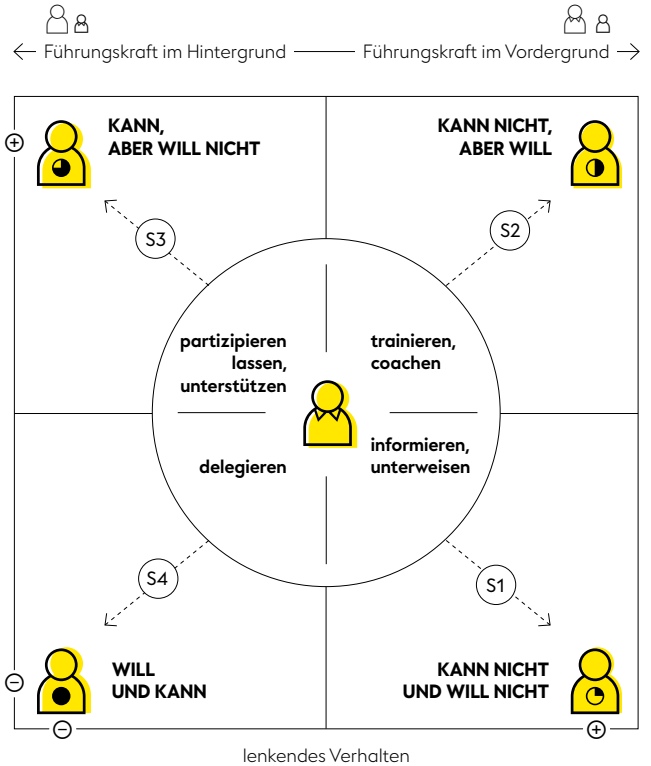 Führungskraft im Hintergrund
Führungskraft im Vordergrund
KANN,
ABER WILL NICHT
KANN NICHT,
ABER WILL
S3
S2
partizipieren
lassen,
unterstützen
trainieren,
coachen
delegieren
informieren,
unterweisen
S4
S1
WILL
UND KANN
KANN NICHT
UND WILL NICHT
lenkendes Verhalten